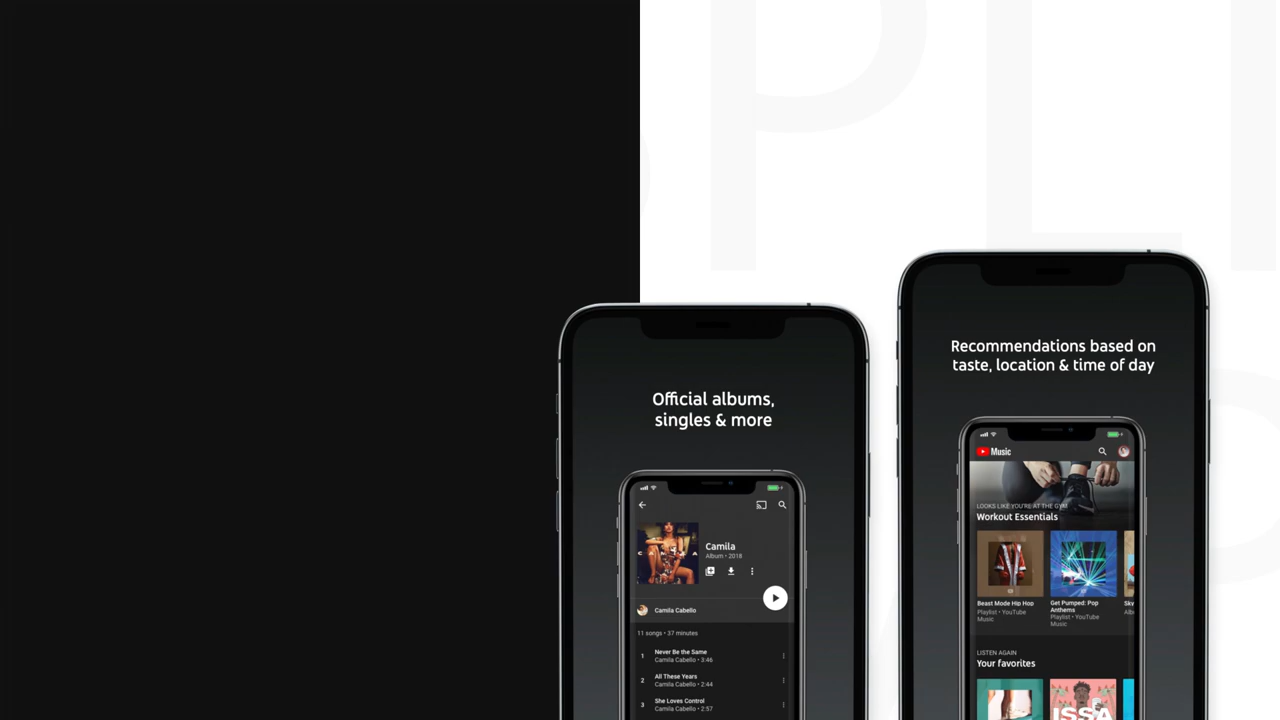 Official albums,
singles & more
Camila
Album • 2018
CAMILA
Camila Cabello
11 songs • 37 minutes
1
Never Be the Same
Camila Cabello • 3:46
2
All These Years
Camila Cabello • 2:44
3
She Loves Control
Camila Cabello • 2:57
Recommendations based on
taste, location & time of day
Music
LOOKS LIKE YOU'RE AT THE GYM
Workout Essentials
Beast Mode Hip Hop
Playlist • YouTube
Music
Get Pumped: Pop
Anthems
Playlist • YouTube
Music
Sky
Alb
LISTEN AGAIN
Your favorites
ISSA